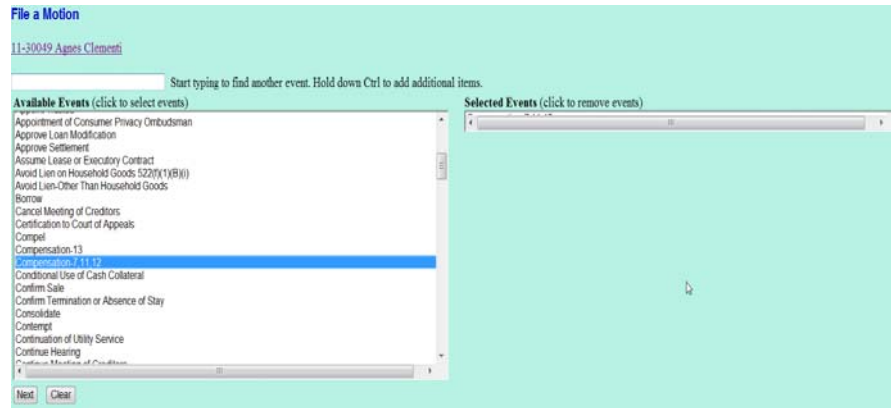 File a Motion
11-30049 Agnes Clementi
Start typing to find another event. Hold down Ctrl to add additional items.
Available Events (click to select events)
Selected Events (click to remove events)
Appointment of Consumer Privacy Ombudsman
Approve Loan Modification
Approve Settlement
Assume Lease or Executory Contract
Avoid Lien on Household Goods 522(f)(1)(B)(i)
Avoid Lien-Other Than Household Goods
Borrow
Cancel Meeting of Creditors
Certification to Court of Appeals
Compel
Compensation-13
Compensation-7,11,12
Conditional Use of Cash Collateral
Confirm Sale
Confirm Termination or Absence of Stay
Consolidate
Contempt
Continuation of Utility Service
Continue Hearing
Next Clear